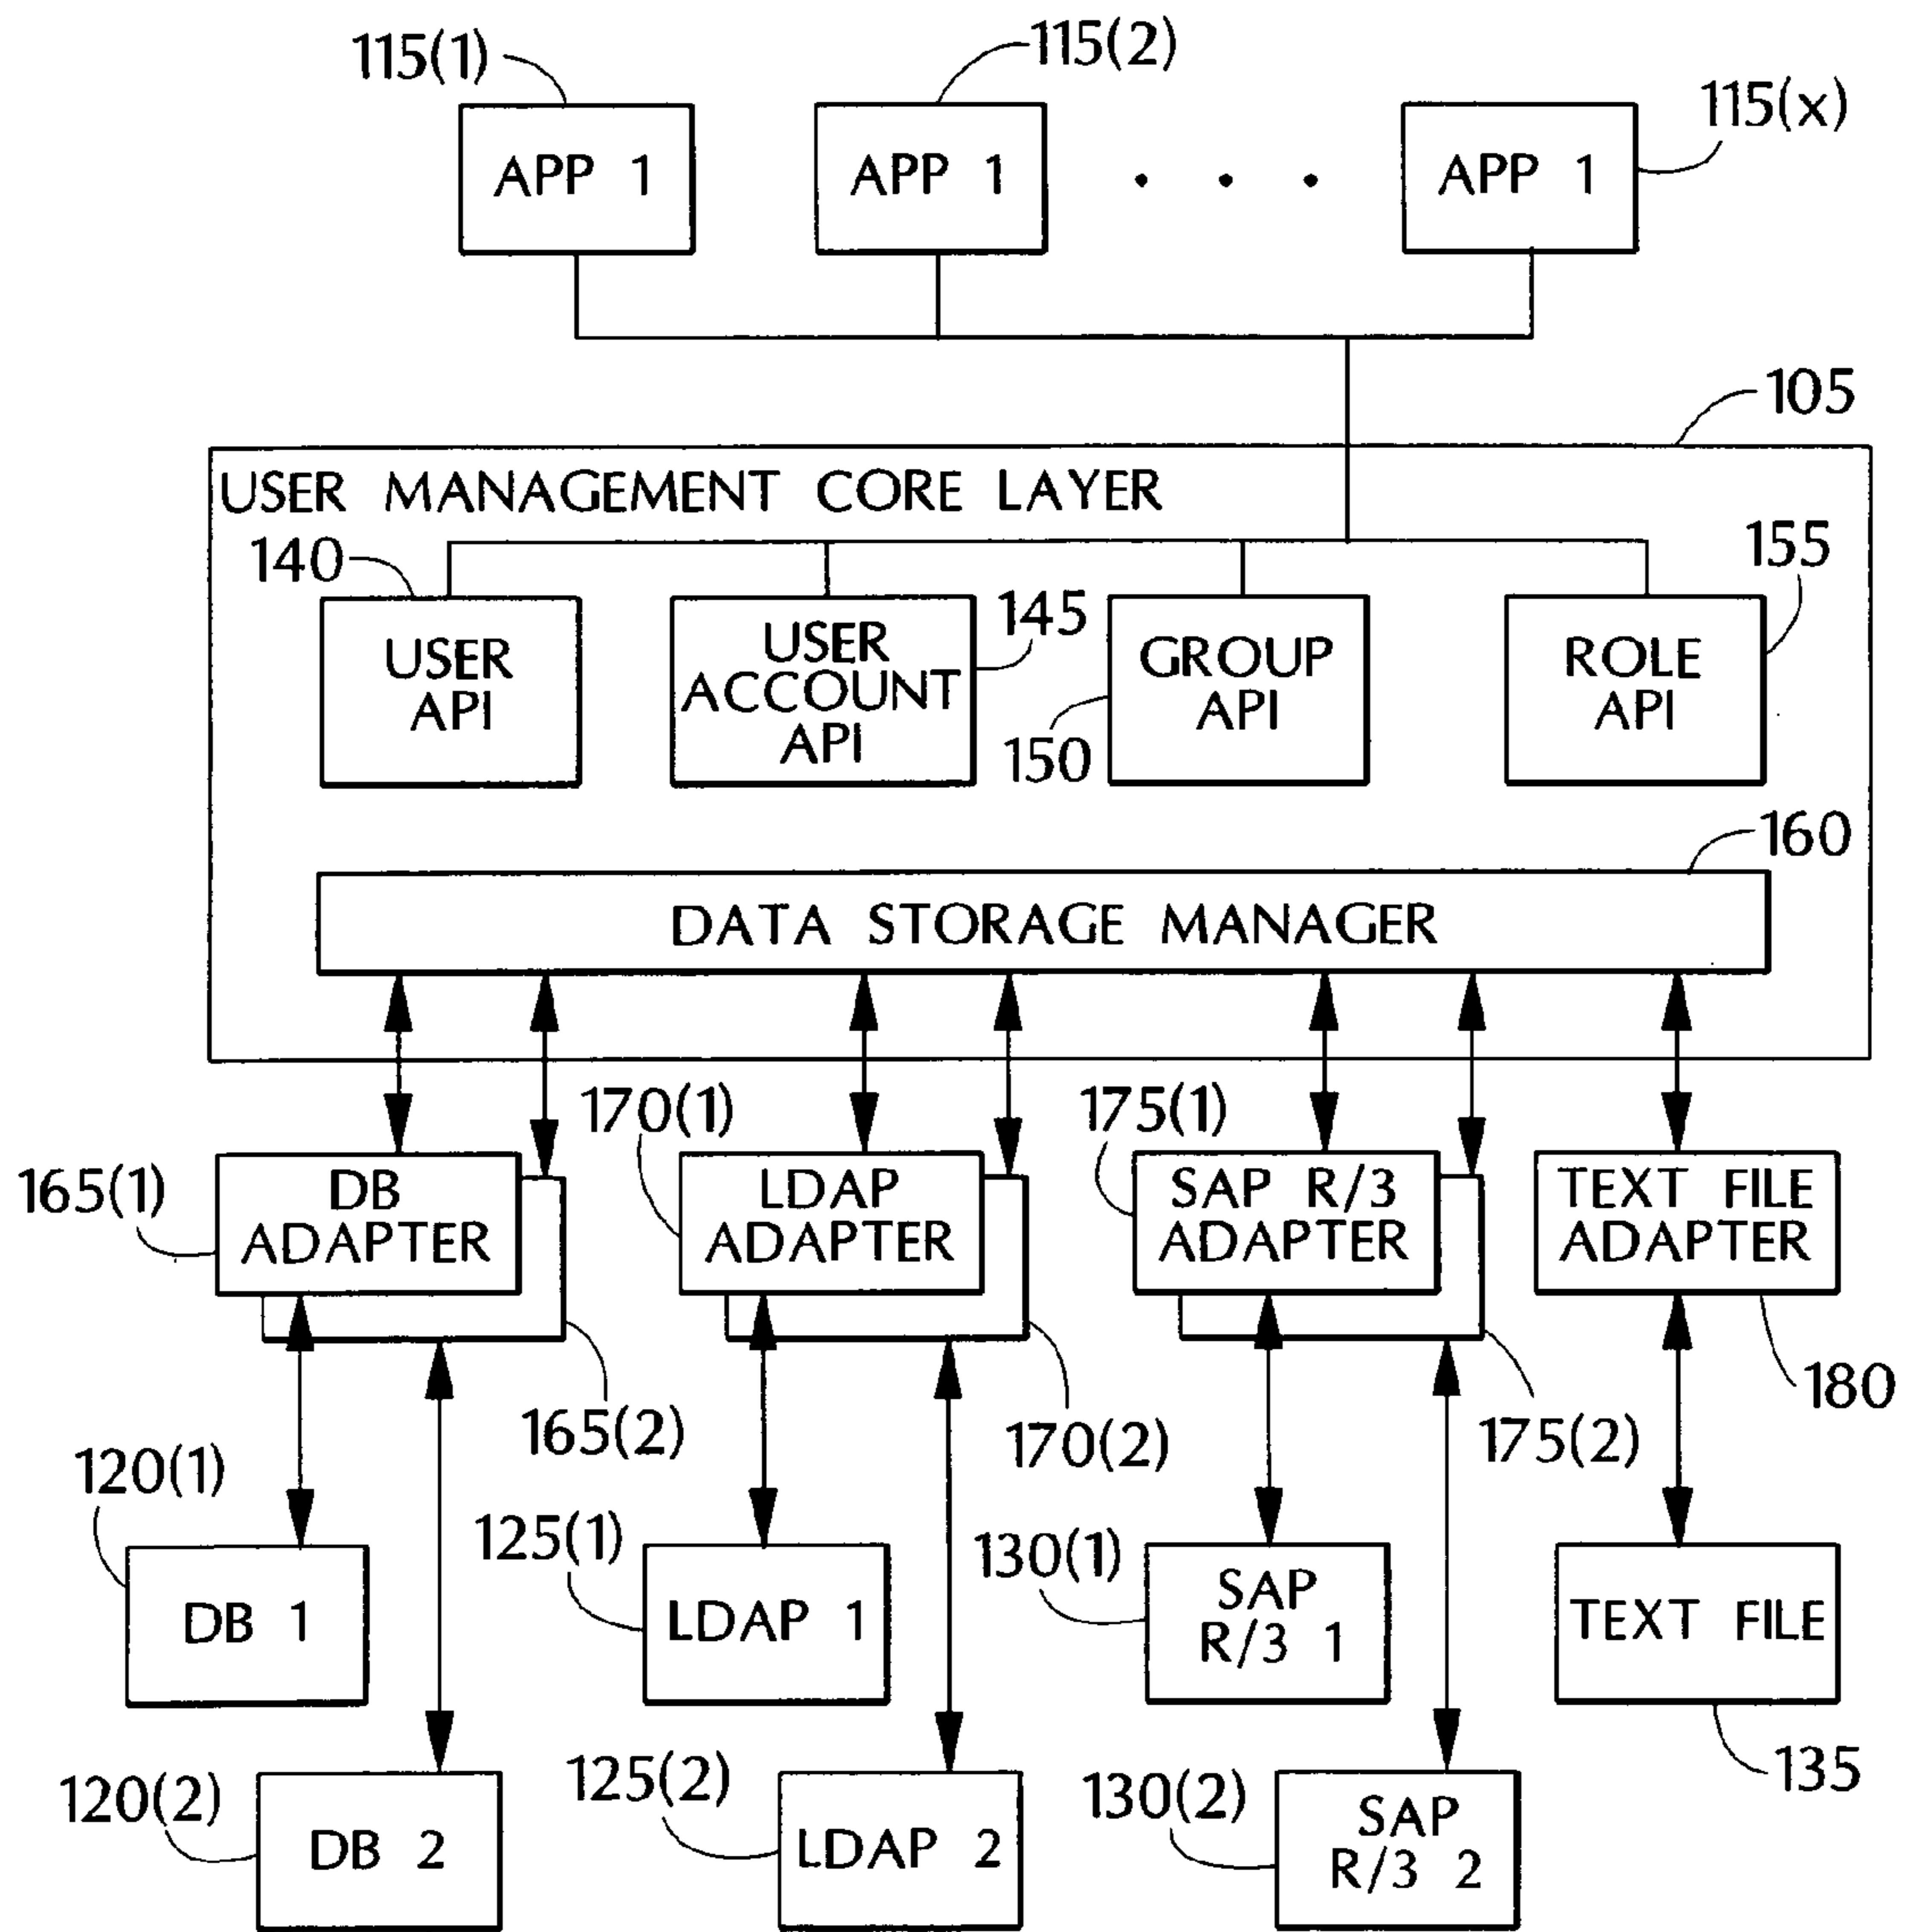 115(1)
115(2)
115(x)
APP 1
APP 1
. . .
APP 1
105
USER MANAGEMENT CORE LAYER
140
155
USER
API
USER
ACCOUNT
API
145
GROUP
API
150
ROLE
API
160
DATA STORAGE MANAGER
170(1)
175(1)
165(1)
DB
ADAPTER
LDAP
ADAPTER
SAP R/3
ADAPTER
TEXT FILE
ADAPTER
180
165(2)
170(2)
175(2)
120(1)
125(1)
130(1)
DB 1
LDAP 1
SAP
R/3 1
TEXT FILE
135
120(2)
125(2)
130(2)
DB 2
LDAP 2
SAP
R/3 2